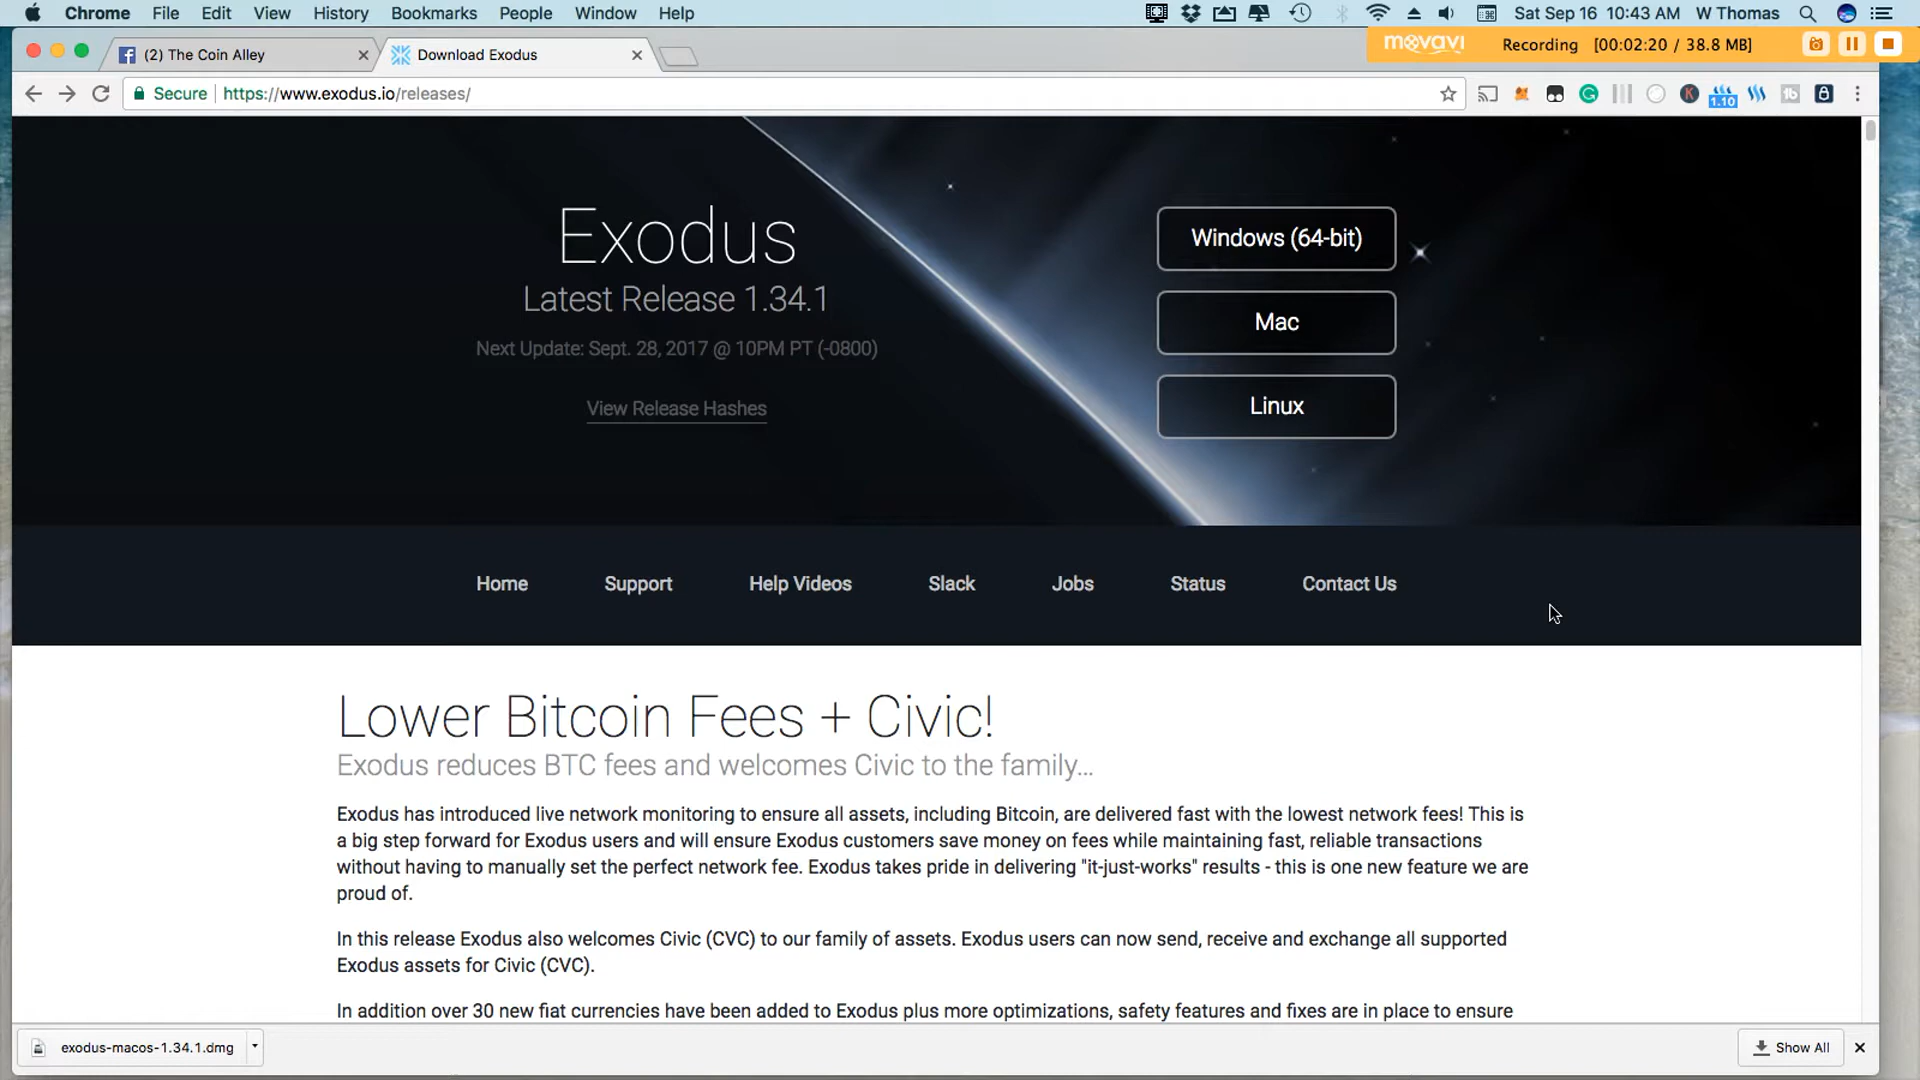 Chrome File Edit View History Bookmarks People Window Help Sat Sep 16 10:43 AM W Thomas
movavi Recording [00:02:20 / 38.8 MB]
(2) The Coin Alley Download Exodus
Secure https://www.exodus.io/releases/
1.10
Exodus
Latest Release 1.34.1
Next Update: Sept. 28, 2017 @ 10PM PT (-0800)
View Release Hashes
Windows (64-bit)
Mac
Linux
Home Support Help Videos Slack Jobs Status Contact Us
Lower Bitcoin Fees + Civic!
Exodus reduces BTC fees and welcomes Civic to the family...
Exodus has introduced live network monitoring to ensure all assets, including Bitcoin, are delivered fast with the lowest network fees! This is
a big step forward for Exodus users and will ensure Exodus customers save money on fees while maintaining fast, reliable transactions
without having to manually set the perfect network fee. Exodus takes pride in delivering "it-just-works" results - this is one new feature we are
proud of.
In this release Exodus also welcomes Civic (CVC) to our family of assets. Exodus users can now send, receive and exchange all supported
Exodus assets for Civic (CVC).
In addition over 30 new fiat currencies have been added to Exodus plus more optimizations, safety features and fixes are in place to ensure
exodus-macos-1.34.1.dmg Show All